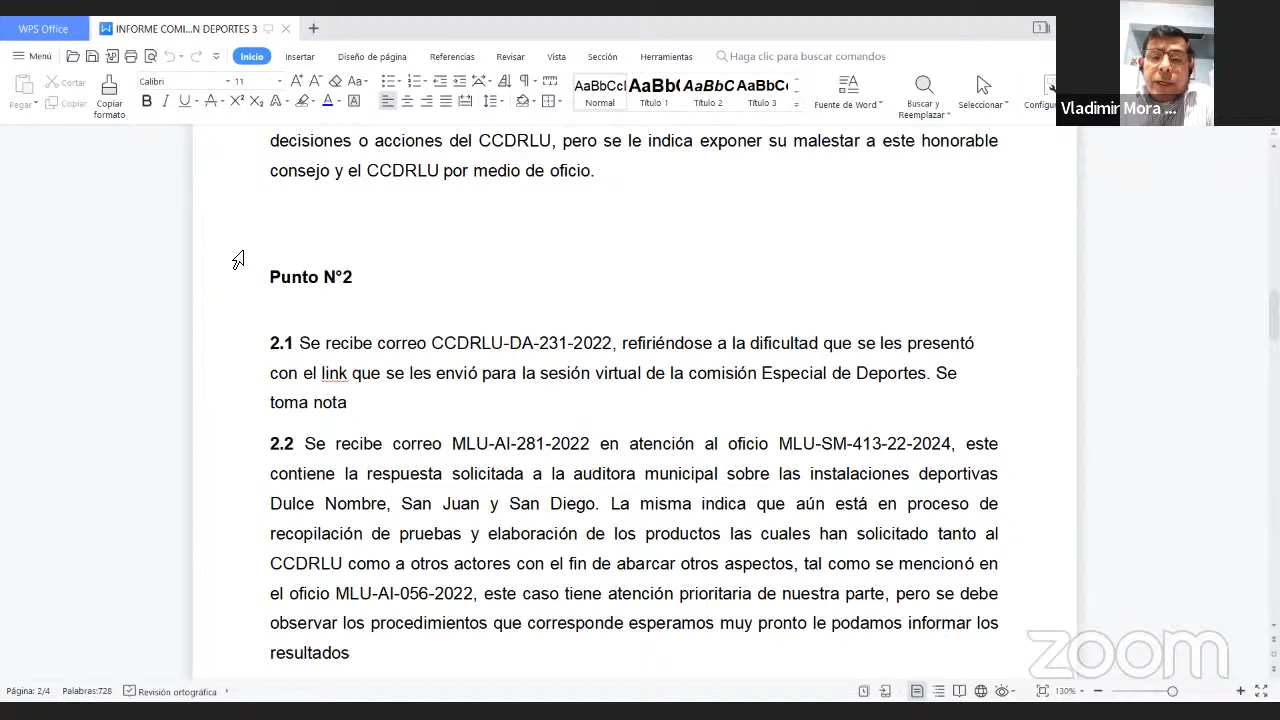 WPS Office
INFORME COMI...N DEPORTES 3
Menú
Inicio
Insertar
Diseño de página
Referencias
Revisar
Vista
Sección
Herramientas
Haga clic para buscar comandos
Pegar
Cortar
Copiar
Copiar formato
Calibri
11
AaBbCcI
Normal
AaBb(
Título 1
AaBbC
Título 2
AaBbC
Título 3
Fuente de Word
Buscar y Reemplazar
Seleccionar
Configu
Vladimir Mora ...
decisiones o acciones del CCDRLU, pero se le indica exponer su malestar a este honorable
consejo y el CCDRLU por medio de oficio.
Punto N°2
2.1 Se recibe correo CCDRLU-DA-231-2022, refiriéndose a la dificultad que se les presentó
con el link que se les envió para la sesión virtual de la comisión Especial de Deportes. Se
toma nota
2.2 Se recibe correo MLU-AI-281-2022 en atención al oficio MLU-SM-413-22-2024, este
contiene la respuesta solicitada a la auditora municipal sobre las instalaciones deportivas
Dulce Nombre, San Juan y San Diego. La misma indica que aún está en proceso de
recopilación de pruebas y elaboración de los productos las cuales han solicitado tanto al
CCDRLU como a otros actores con el fin de abarcar otros aspectos, tal como se mencionó en
el oficio MLU-AI-056-2022, este caso tiene atención prioritaria de nuestra parte, pero se debe
observar los procedimientos que corresponde esperamos muy pronto le podamos informar los
resultados
zoom
Página: 2/4
Palabras:728
Revisión ortográfica
130%